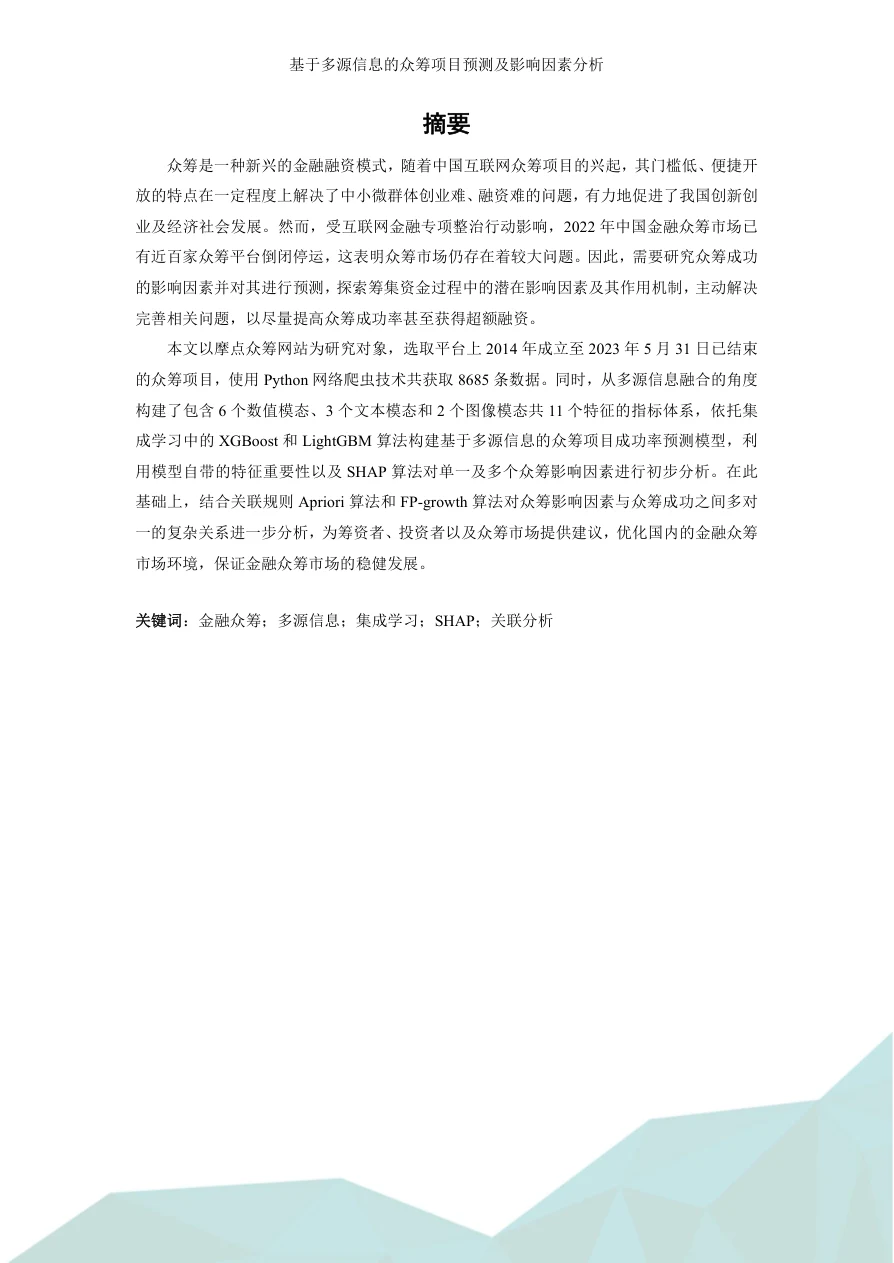 基于多源信息的众筹项目预测及影响因素分析
摘要
众筹是一种新兴的金融融资模式，随着中国互联网众筹项目的兴起，其门槛低、便捷开
放的特点在一定程度上解决了中小微群体创业难、融资难的问题，有力地促进了我国创新创
业及经济社会发展。然而，受互联网金融专项整治行动影响，2022 年中国金融众筹市场已
有近百家众筹平台倒闭停运，这表明众筹市场仍存在着较大问题。因此，需要研究众筹成功
的影响因素并对其进行预测，探索筹集资金过程中的潜在影响因素及其作用机制，主动解决
完善相关问题，以尽量提高众筹成功率甚至获得超额融资。
本文以摩点众筹网站为研究对象，选取平台上 2014 年成立至 2023 年 5 月 31 日已结束
的众筹项目，使用 Python 网络爬虫技术共获取 8685 条数据。同时，从多源信息融合的角度
构建了包含 6 个数值模态、3 个文本模态和 2 个图像模态共 11 个特征的指标体系，依托集
成学习中的 XGBoost 和 LightGBM 算法构建基于多源信息的众筹项目成功率预测模型，利
用模型自带的特征重要性以及 SHAP 算法对单一及多个众筹影响因素进行初步分析。在此
基础上，结合关联规则 Apriori 算法和 FP-growth 算法对众筹影响因素与众筹成功之间多对
一的复杂关系进一步分析，为筹资者、投资者以及众筹市场提供建议，优化国内的金融众筹
市场环境，保证金融众筹市场的稳健发展。
关键词：金融众筹；多源信息；集成学习；SHAP；关联分析